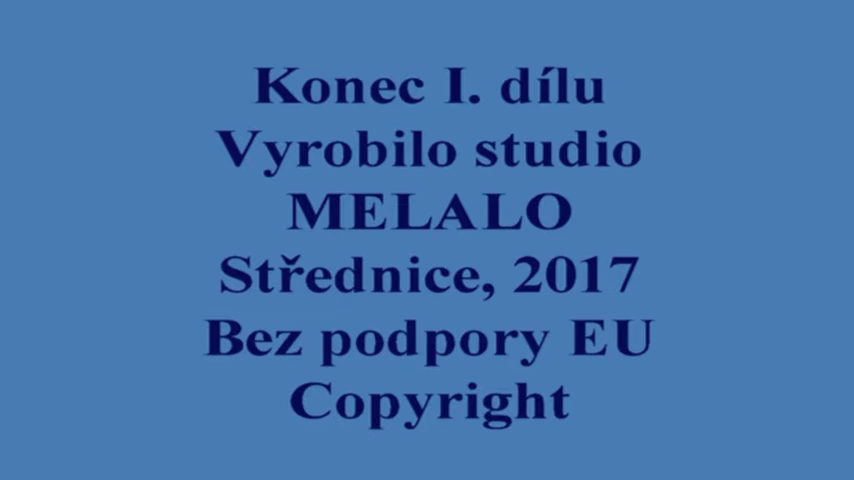 Konec I. dílu
Vyrobilo studio
MELALO
Střednice, 2017
Bez podpory EU
Copyright